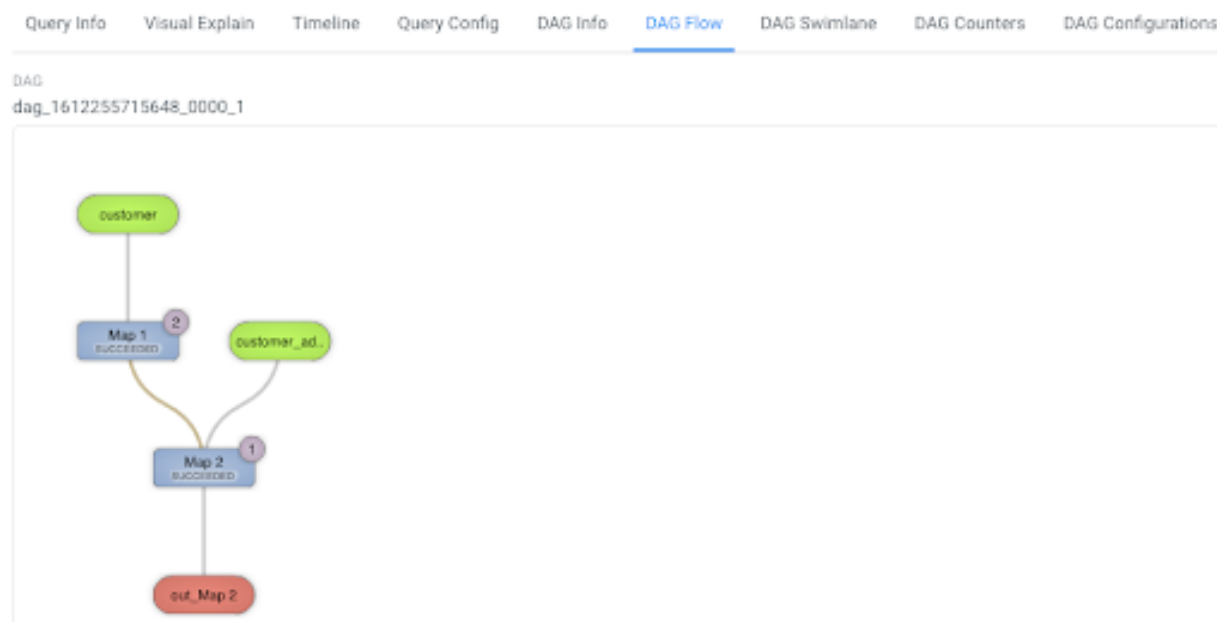 Query Info Visual Explain Timeline Query Config DAG Info DAG Flow DAG Swimlane DAG Counters DAG Configurations
DAG
dag_1612255715648_0000_1
customer
2
Map 1
SUCCEEDED
customer_ad..
1
Map 2
SUCCEEDED
out_Map 2